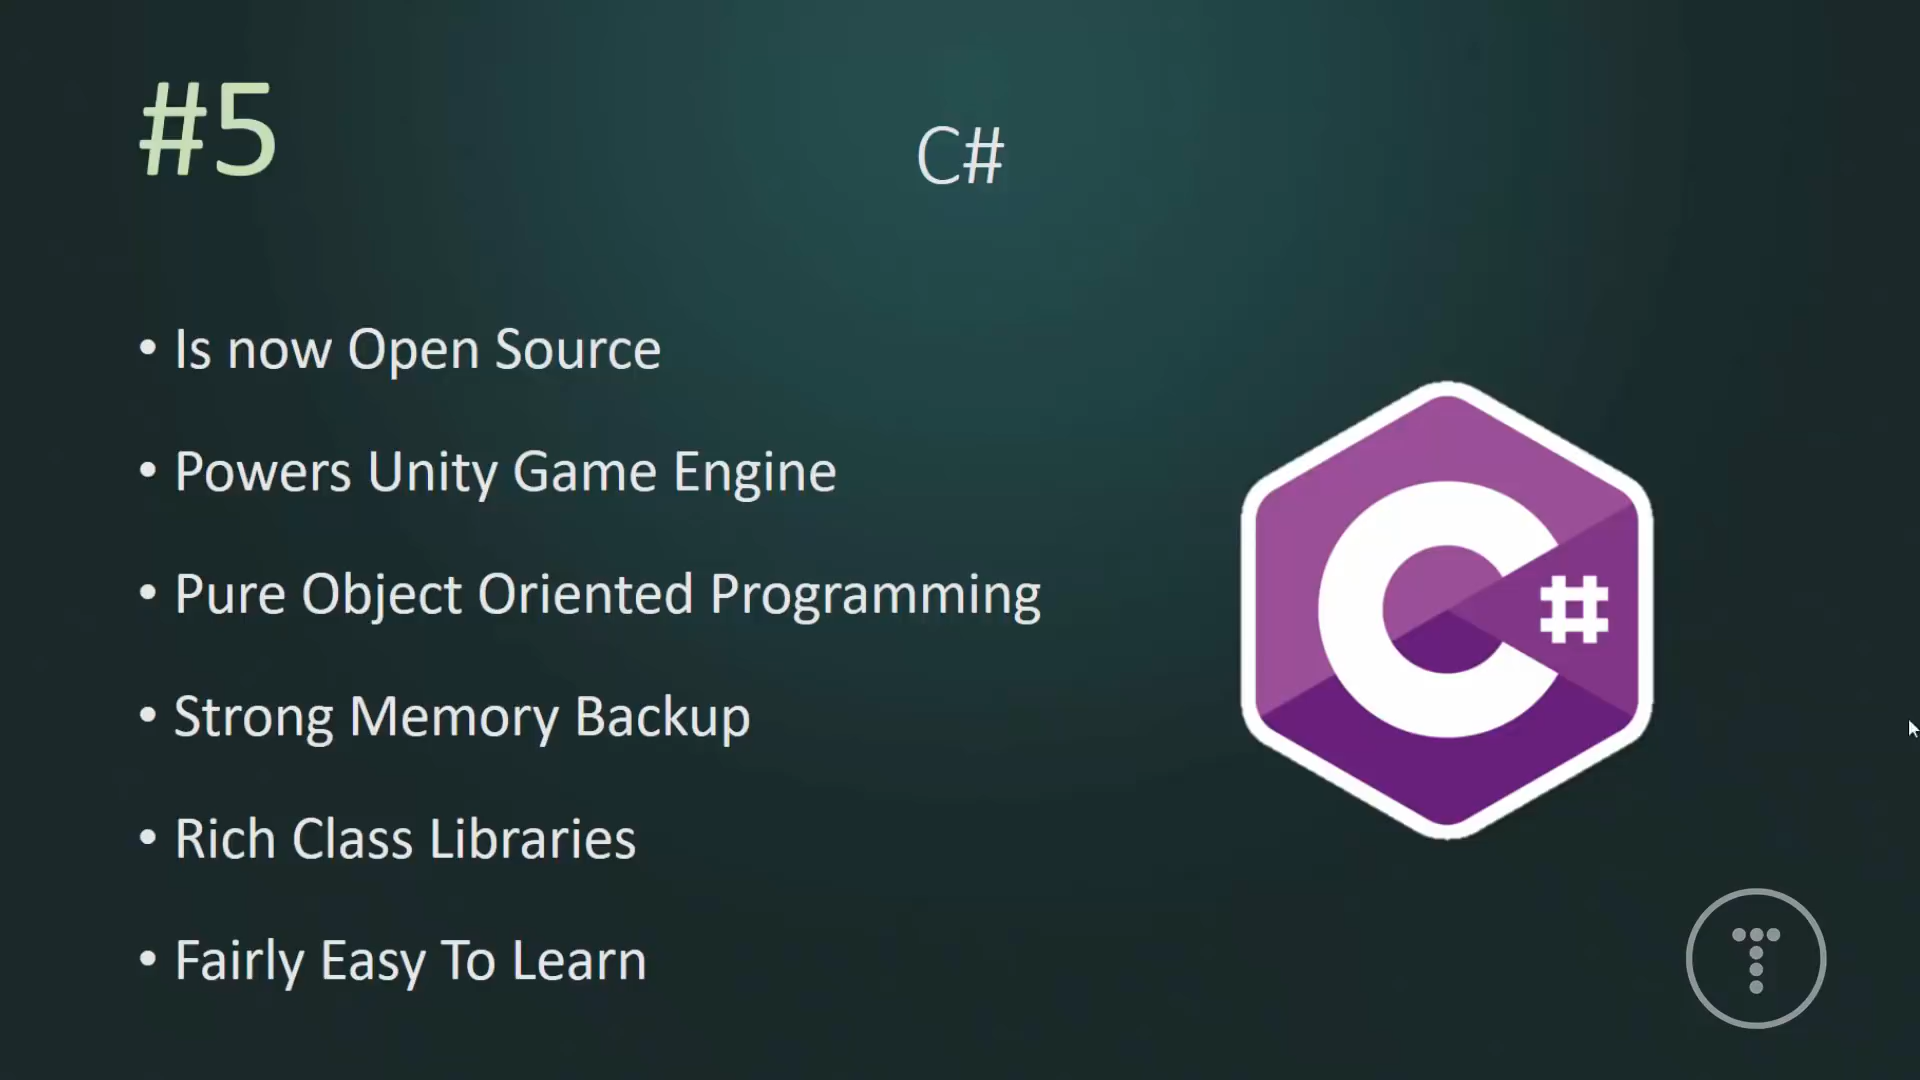 #5
C#
• Is now Open Source
• Powers Unity Game Engine
• Pure Object Oriented Programming
• Strong Memory Backup
• Rich Class Libraries
• Fairly Easy To Learn
C#
T